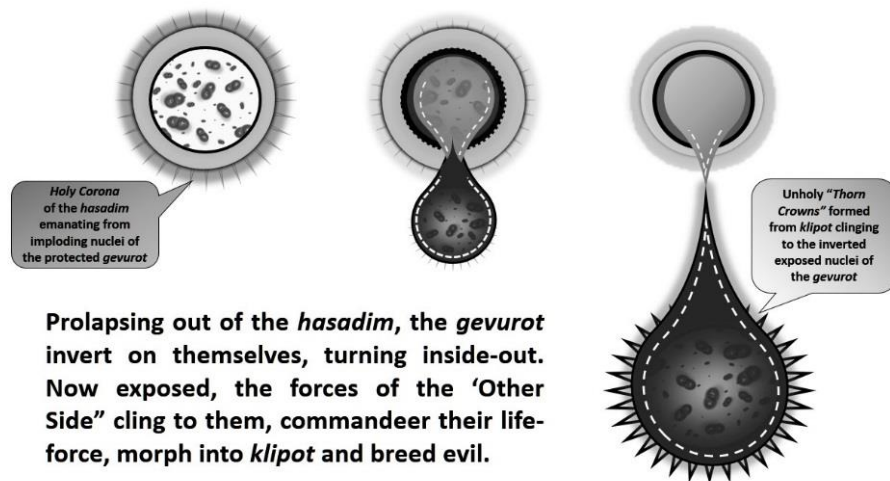 Holy Corona
of the hasadim
emanating from
imploding nuclei of
the protected gevurot
Unholy "Thorn
Crowns" formed
from klipot clinging
to the inverted
exposed nuclei of
the gevurot
Prolapsing out of the hasadim, the gevurot
invert on themselves, turning inside-out.
Now exposed, the forces of the ‘Other
Side” cling to them, commandeer their life-
force, morph into klipot and breed evil.